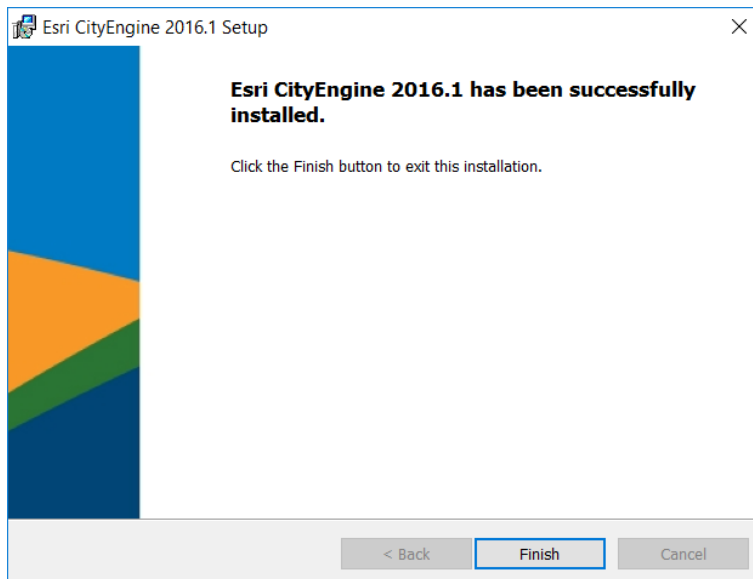 Esri CityEngine 2016.1 Setup
Esri CityEngine 2016.1 has been successfully
installed.
Click the Finish button to exit this installation.
< Back
Finish
Cancel